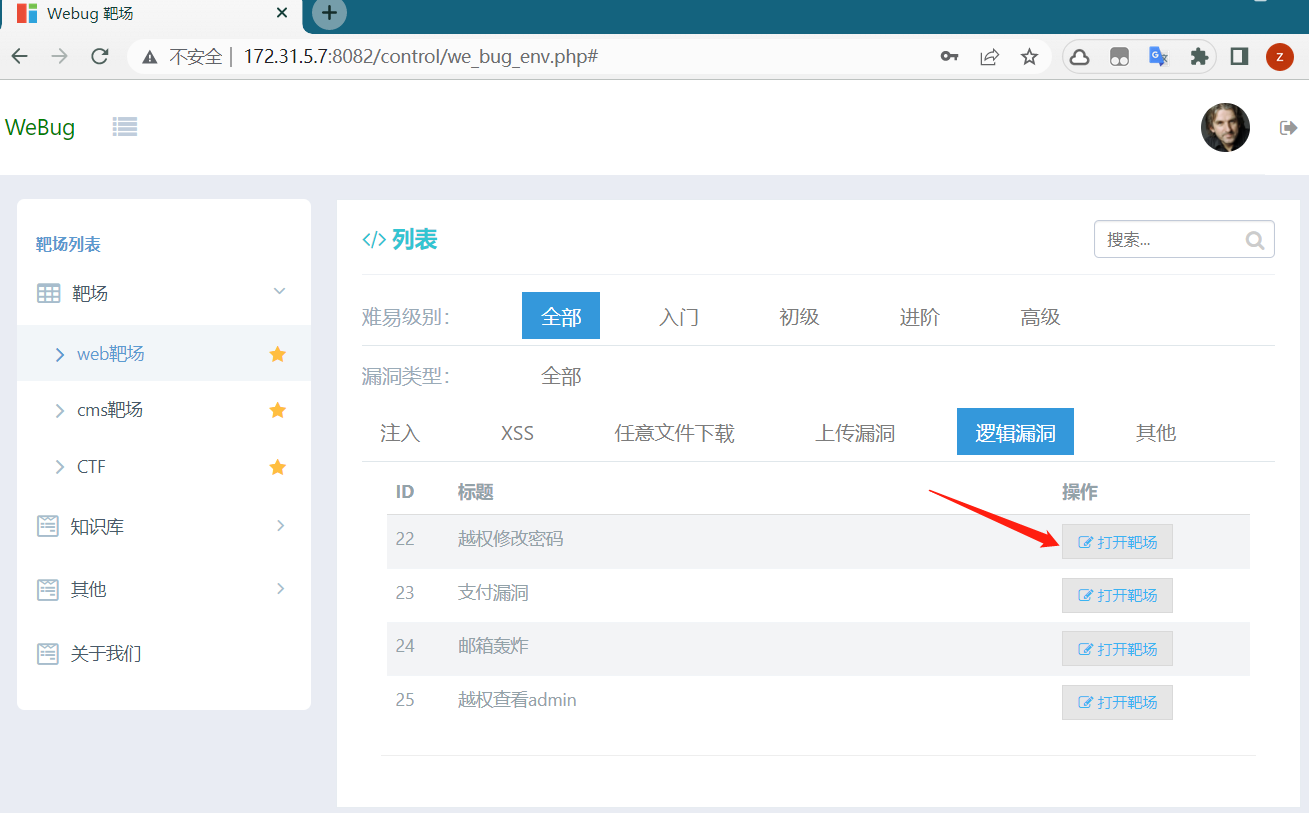 Webug 靶场
不安全 172.31.5.7:8082/control/we_bug_env.php#
z
WeBug
靶场列表
靶场
web靶场
cms靶场
CTF
知识库
其他
关于我们
</> 列表
搜索...
难易级别: 全部 入门 初级 进阶 高级
漏洞类型: 全部
注入 XSS 任意文件下载 上传漏洞 逻辑漏洞 其他
ID 标题 操作
22 越权修改密码 打开靶场
23 支付漏洞 打开靶场
24 邮箱轰炸 打开靶场
25 越权查看admin 打开靶场